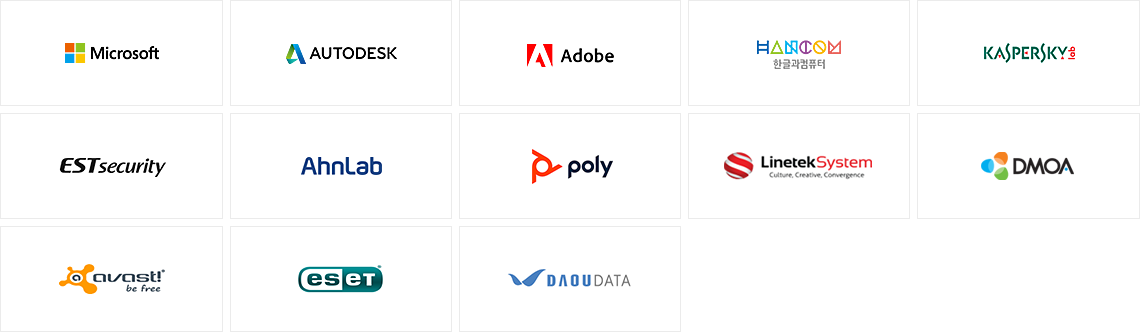 Microsoft
AUTODESK
Adobe
HANCOM
한글과컴퓨터
KASPERSKY
ESTsecurity
AhnLab
poly
LinetekSystem
Culture, Creative, Convergence
DMOA
avast!
be free
eseT
DAOUDATA